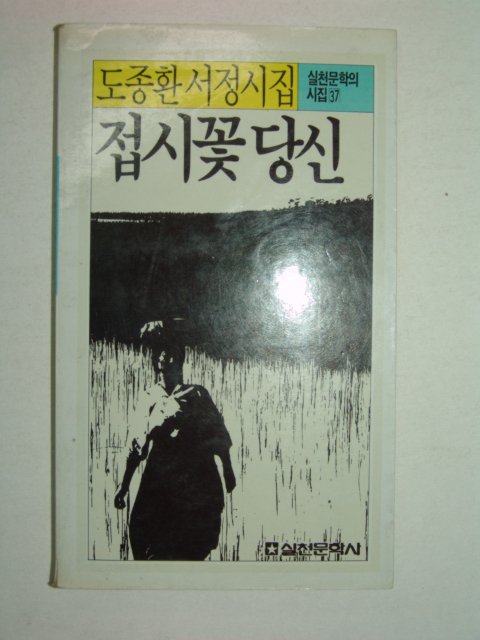 도종환 서정시집
실천문학의
시집 37
접시꽃 당신
실천문학사